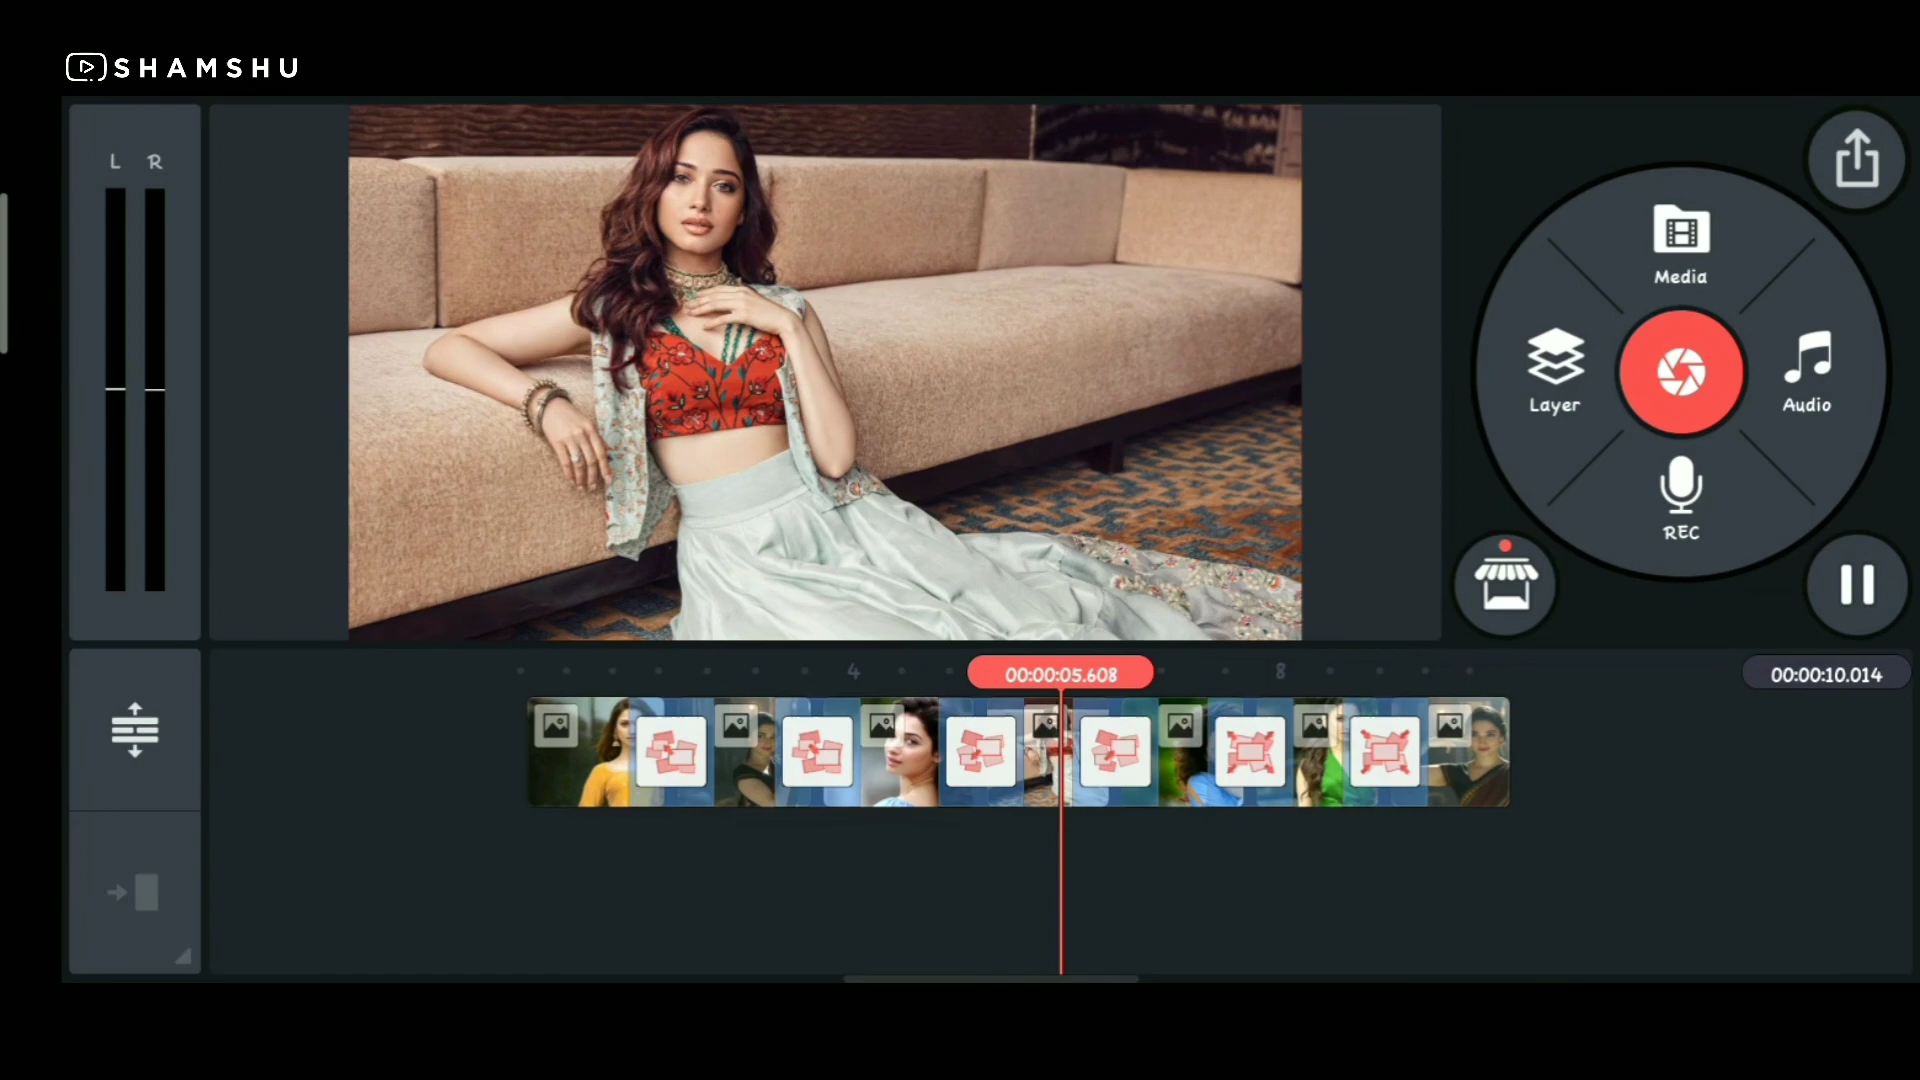 SHAMSHU
L R
Media
Layer
Audio
REC
4
00:00:05.608
8
00:00:10.014